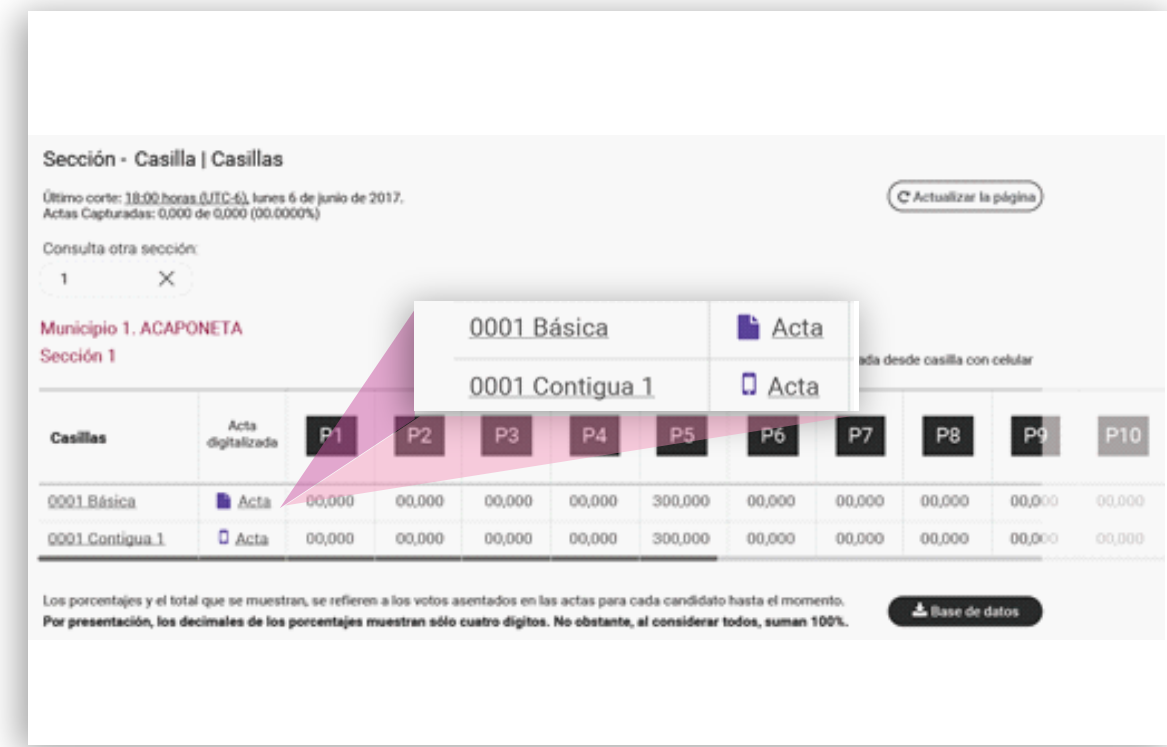 Sección - Casilla | Casillas
Último corte: 18:00 horas (UTC-6), lunes 6 de junio de 2017.
Actas Capturadas: 0,000 de 0,000 (00.0000%)
Actualizar la página
Consulta otra sección:
1
Municipio 1. ACAPONETA
Sección 1
0001 Básica Acta
0001 Contigua 1 Acta
desde casilla con celular
Casillas Acta digitalizada P1 P2 P3 P4 P5 P6 P7 P8 P9 P10
0001 Básica Acta 00,000 00,000 00,000 00,000 300,000 00,000 00,000 00,000 00,000 00,000
0001 Contigua 1 Acta 00,000 00,000 00,000 00,000 300,000 00,000 00,000 00,000 00,000 00,000
Los porcentajes y el total que se muestran, se refieren a los votos asentados en las actas para cada candidato hasta el momento.
Por presentación, los decimales de los porcentajes muestran sólo cuatro dígitos. No obstante, al considerar todos, suman 100%.
Base de datos